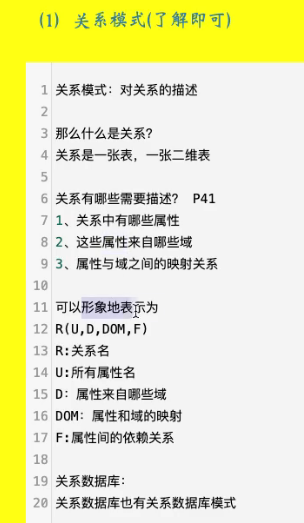 (1) 关系模式(了解即可)
1 关系模式：对关系的描述
2
3 那么什么是关系？
4 关系是一张表，一张二维表
5
6 关系有哪些需要描述？ P41
7 1、关系中有哪些属性
8 2、这些属性来自哪些域
9 3、属性与域之间的映射关系
10
11 可以形象地表示为
12 R(U,D,DOM,F)
13 R:关系名
14 U:所有属性名
15 D：属性来自哪些域
16 DOM：属性和域的映射
17 F:属性间的依赖关系
18
19 关系数据库：
20 关系数据库也有关系数据库模式